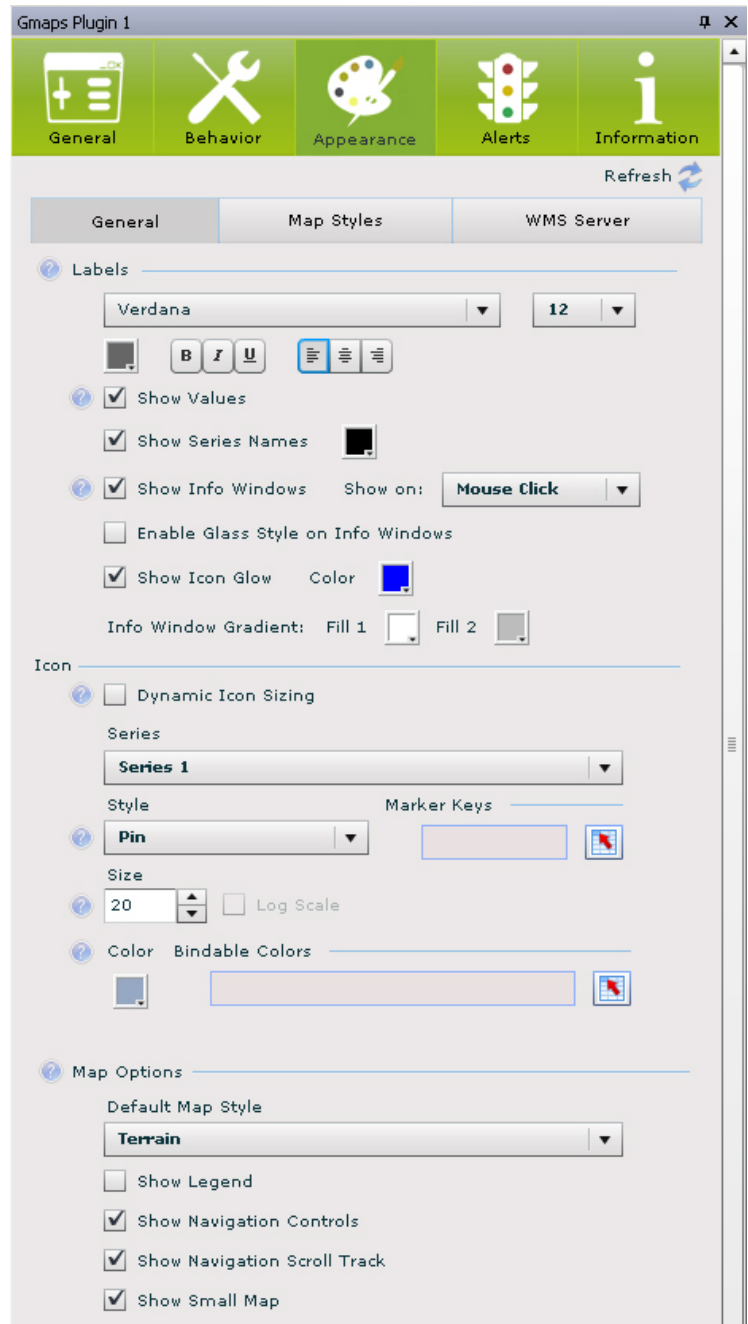 Gmaps Plugin 1
General Behavior Appearance Alerts Information
Refresh
General Map Styles WMS Server
Labels
Verdana 12
B I U
Show Values
Show Series Names
Show Info Windows Show on: Mouse Click
Enable Glass Style on Info Windows
Show Icon Glow Color
Info Window Gradient: Fill 1 Fill 2
Icon
Dynamic Icon Sizing
Series
Series 1
Style Marker Keys
Pin
Size
20 Log Scale
Color Bindable Colors
Map Options
Default Map Style
Terrain
Show Legend
Show Navigation Controls
Show Navigation Scroll Track
Show Small Map